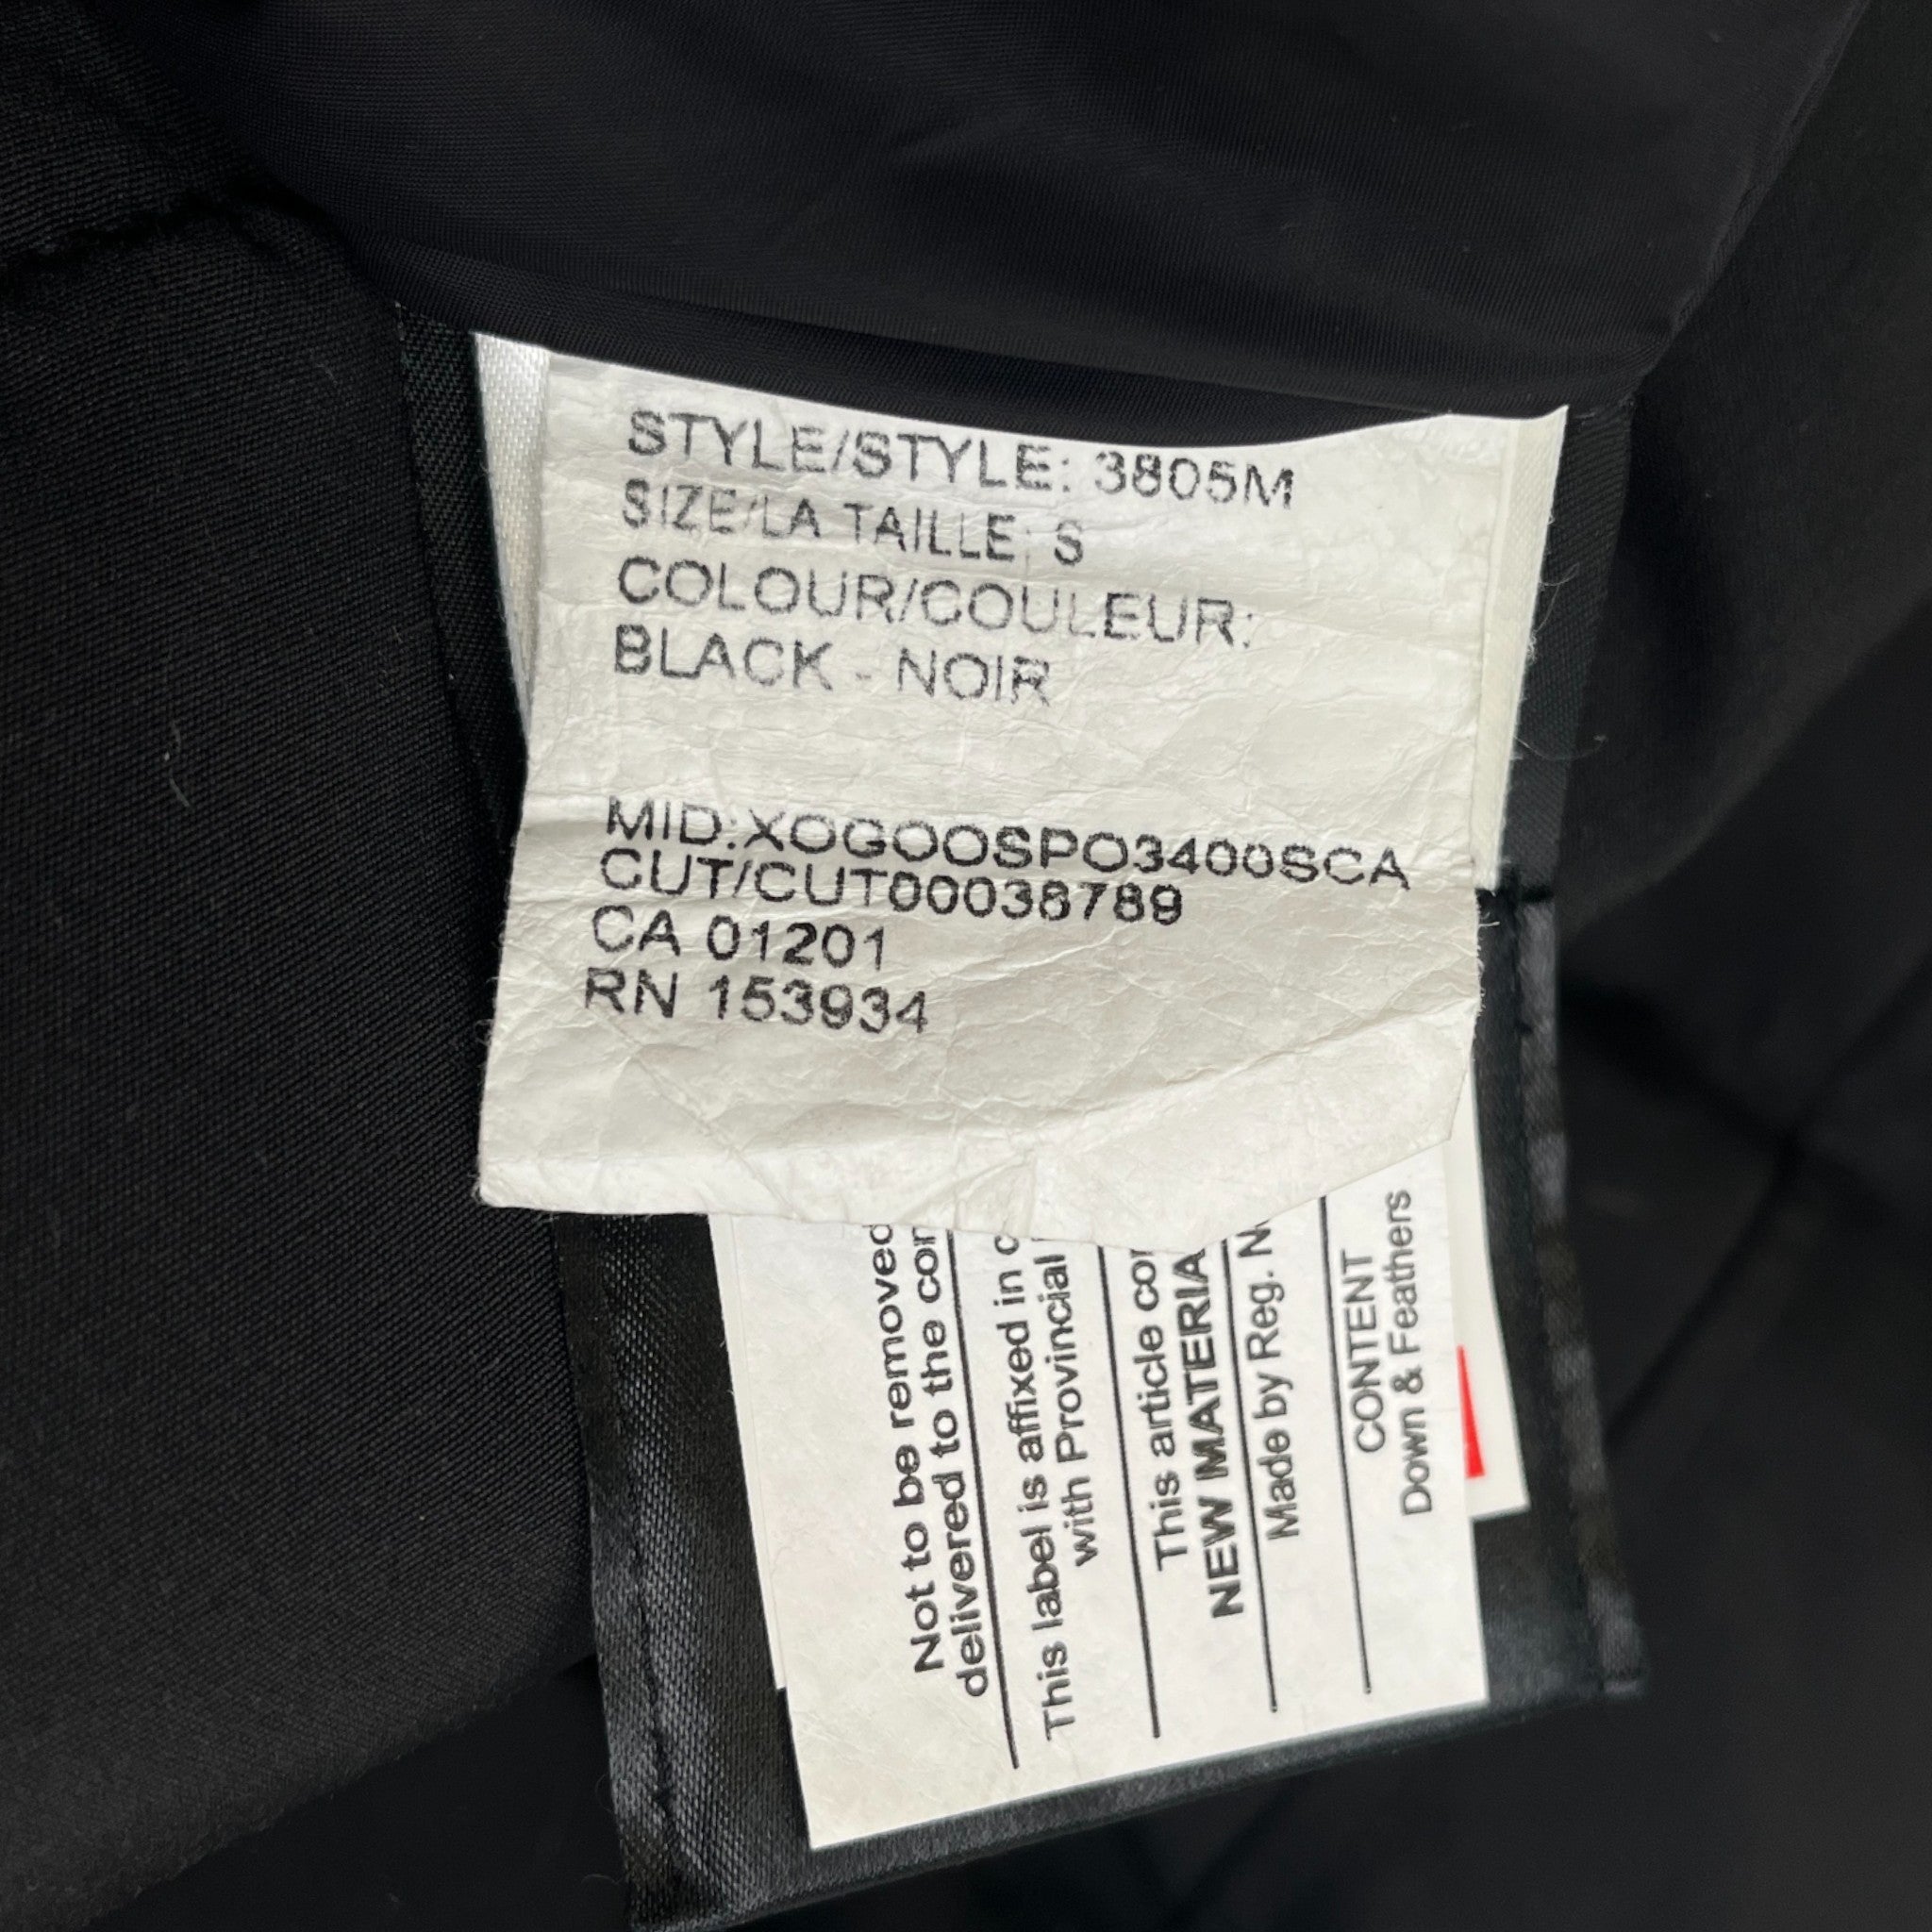 STYLE/STYLE: 3805M
SIZE/LA TAILLE: S
COLOUR/COULEUR:
BLACK - NOIR
MID:XOGOOSPO3400SCA
CUT/CUT00038789
CA 01201
RN 153934
Not to be removed
delivered to the
This label is affixed in
with Provincial
This article
NEW
Made by Reg.
CONTENT
Down & Feathers